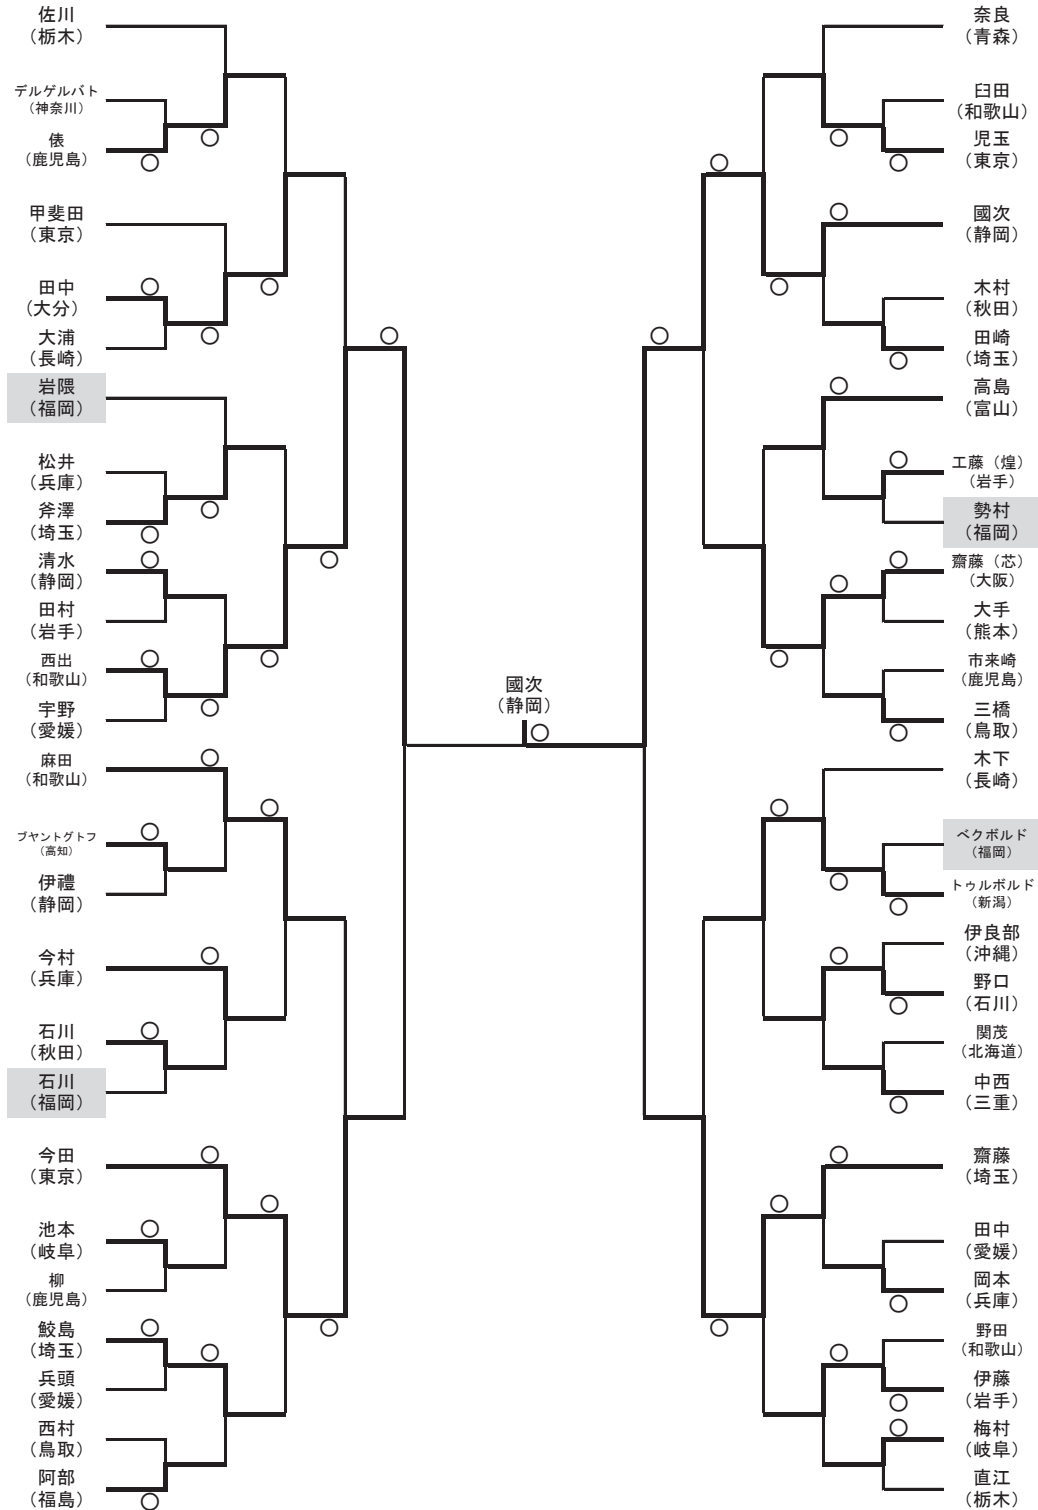 佐川
（栃木）
デルゲルバト
（神奈川）
俵
（鹿児島）
甲斐田
（東京）
田中
（大分）
大浦
（長崎）
岩隈
（福岡）
松井
（兵庫）
斧澤
（埼玉）
清水
（静岡）
田村
（岩手）
西出
（和歌山）
宇野
（愛媛）
麻田
（和歌山）
ブヤントグトフ
（高知）
伊禮
（静岡）
今村
（兵庫）
石川
（秋田）
石川
（福岡）
今田
（東京）
池本
（岐阜）
柳
（鹿児島）
鮫島
（埼玉）
兵頭
（愛媛）
西村
（鳥取）
阿部
（福島）
國次
（静岡）
奈良
（青森）
臼田
（和歌山）
児玉
（東京）
國次
（静岡）
木村
（秋田）
田崎
（埼玉）
高島
（富山）
工藤（煌）
（岩手）
勢村
（福岡）
齋藤（芯）
（大阪）
大手
（熊本）
市来崎
（鹿児島）
三橋
（鳥取）
木下
（長崎）
ベクボルド
（福岡）
トゥルボルド
（新潟）
伊良部
（沖縄）
野口
（石川）
関茂
（北海道）
中西
（三重）
齋藤
（埼玉）
田中
（愛媛）
岡本
（兵庫）
野田
（和歌山）
伊藤
（岩手）
梅村
（岐阜）
直江
（栃木）